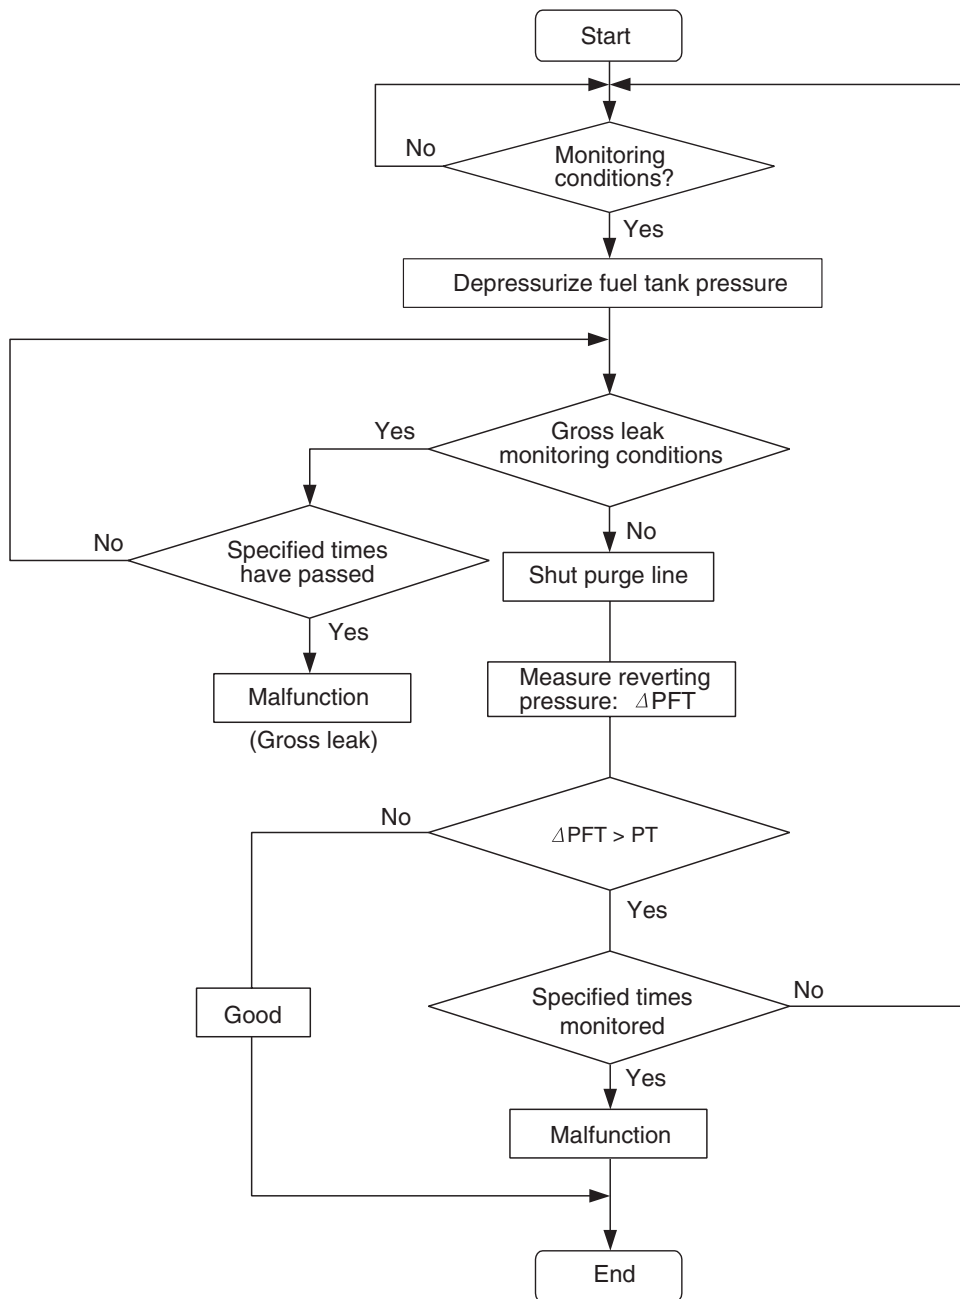 Start
No
Monitoring
conditions?
Yes
Depressurize fuel tank pressure
Yes
Gross leak
monitoring conditions
No
Specified times
have passed
No
Shut purge line
Yes
Malfunction
(Gross leak)
Measure reverting
pressure: ΔPFT
No
ΔPFT > PT
Yes
Good
Specified times
monitored
No
Yes
Malfunction
End